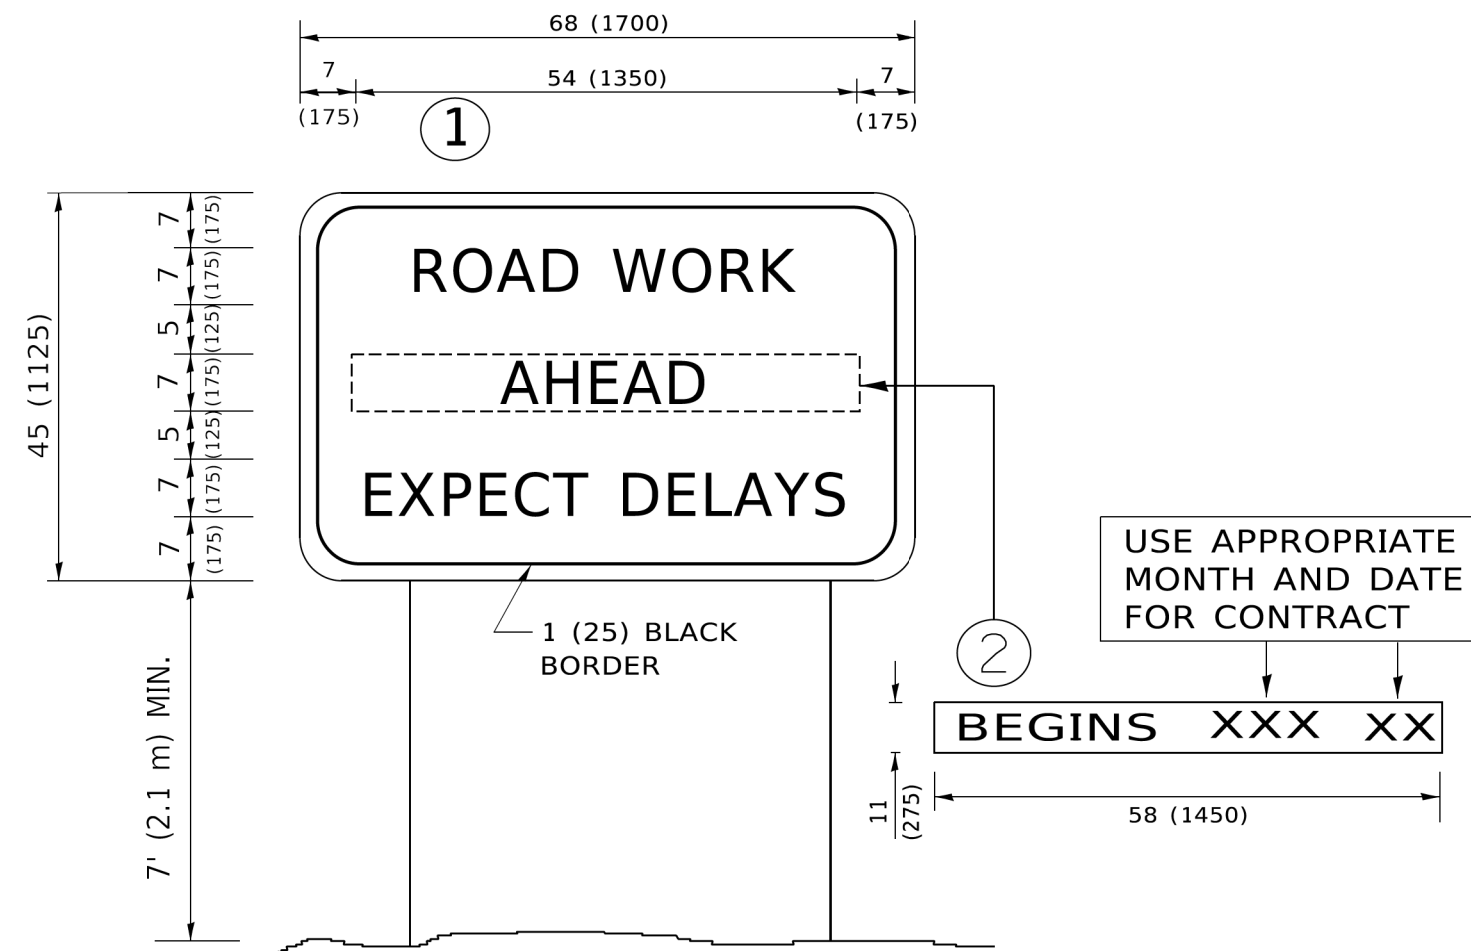 68 (1700)
7 54 (1350) 7
(175) (175)
1
45 (1125)
7 (175)
7 (175)
5 (125)
7 (175)
5 (125)
7 (175)
7 (175)
ROAD WORK
AHEAD
EXPECT DELAYS
1 (25) BLACK
BORDER
7' (2.1 m) MIN.
2
USE APPROPRIATE
MONTH AND DATE
FOR CONTRACT
BEGINS XXX XX
11
(275)
58 (1450)